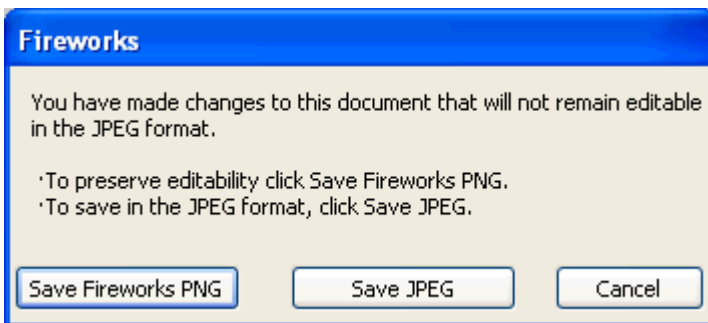 Fireworks
You have made changes to this document that will not remain editable
in the JPEG format.
·To preserve editability click Save Fireworks PNG.
·To save in the JPEG format, click Save JPEG.
Save Fireworks PNG Save JPEG Cancel